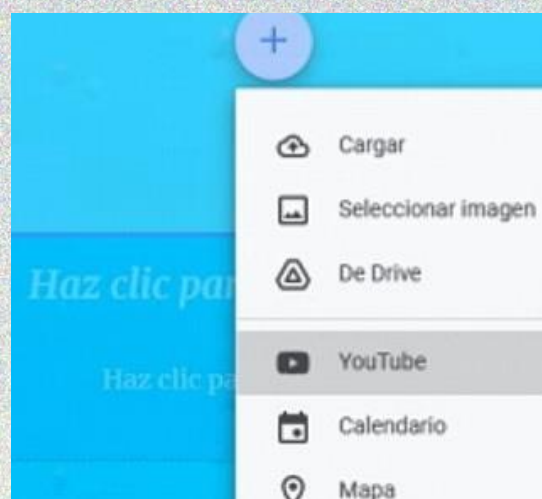 Cargar
Seleccionar imagen
De Drive
Haz clic par
YouTube
Haz clic pa
Calendario
Mapa